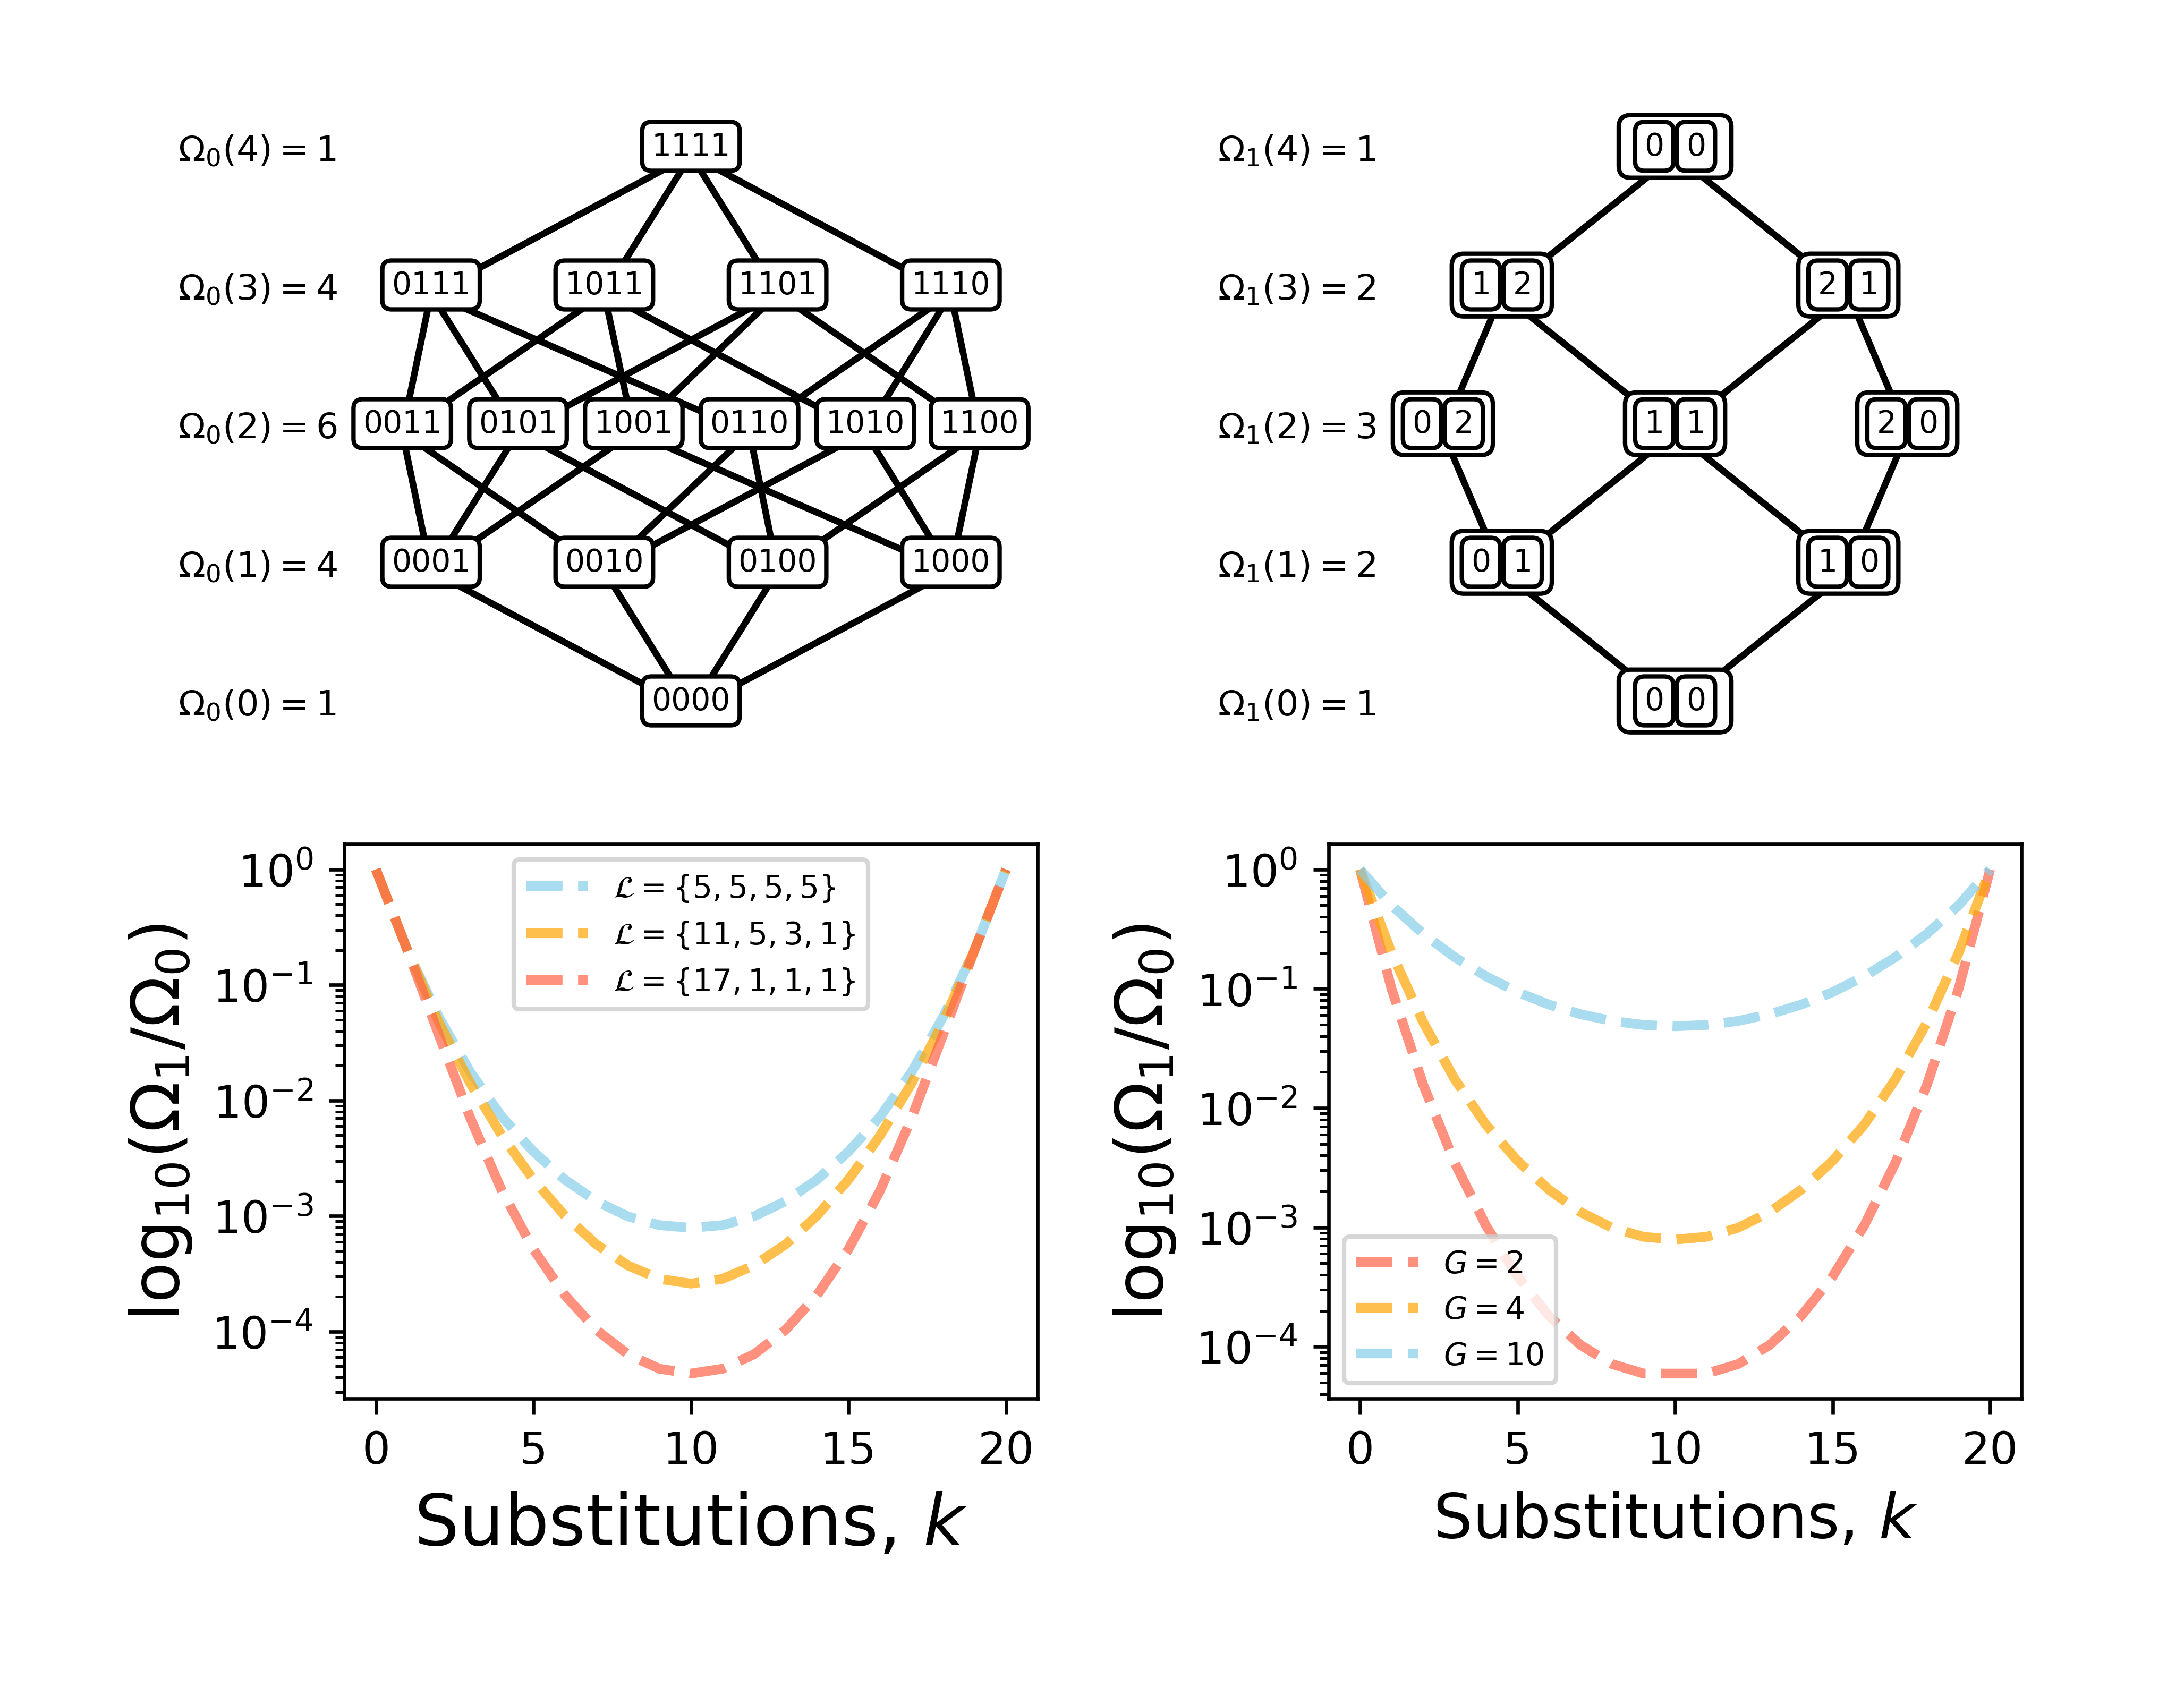 Ω₀(4) = 1
1111
Ω₀(3) = 4
0111 1011 1101 1110
Ω₀(2) = 6
0011 0101 1001 0110 1010 1100
Ω₀(1) = 4
0001 0010 0100 1000
Ω₀(0) = 1
0000
Ω₁(4) = 1
0 0
Ω₁(3) = 2
1 2 2 1
Ω₁(2) = 3
0 2 1 1 2 0
Ω₁(1) = 2
0 1 1 0
Ω₁(0) = 1
0 0
log₁₀(Ω₁/Ω₀)
10⁰
10⁻¹
10⁻²
10⁻³
10⁻⁴
ℒ = {5, 5, 5, 5}
ℒ = {11, 5, 3, 1}
ℒ = {17, 1, 1, 1}
0 5 10 15 20
Substitutions, k
log₁₀(Ω₁/Ω₀)
10⁰
10⁻¹
10⁻²
10⁻³
10⁻⁴
G = 2
G = 4
G = 10
0 5 10 15 20
Substitutions, k